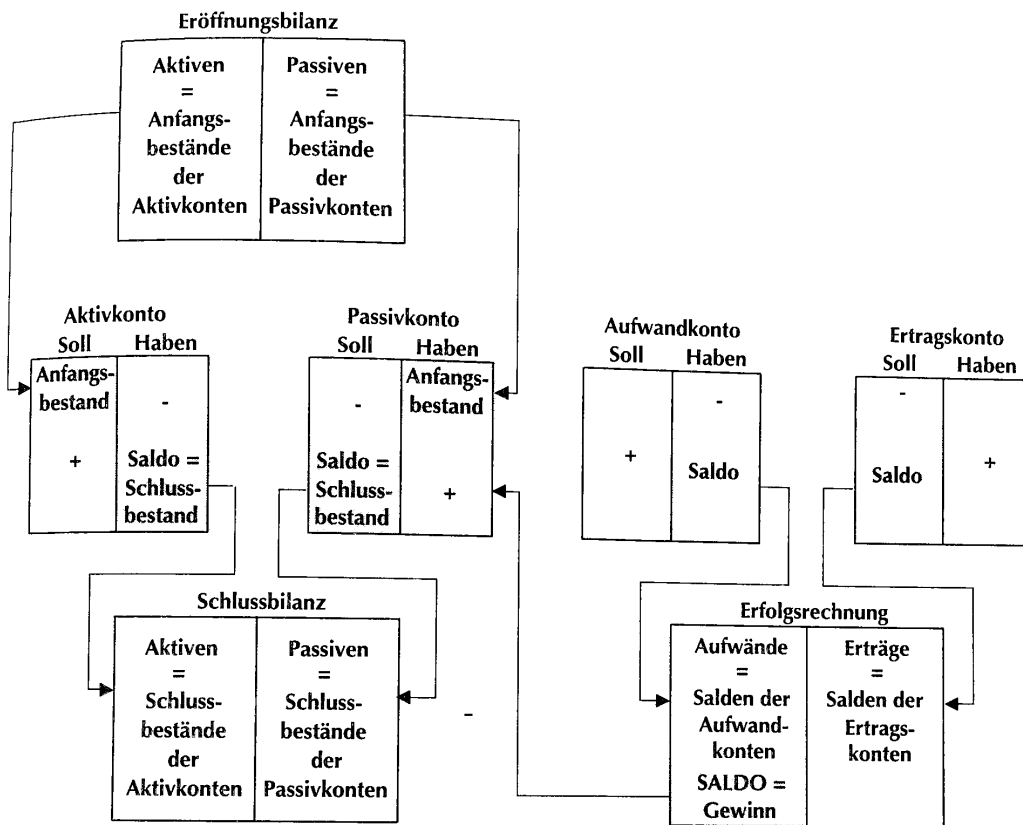 Eröffnungsbilanz
Aktiven
=
Anfangs-
bestände
der
Aktivkonten
Passiven
=
Anfangs-
bestände
der
Passivkonten
Aktivkonto
Soll Haben
Anfangs-
bestand
-
+
Saldo =
Schluss-
bestand
Passivkonto
Soll Haben
-
Anfangs-
bestand
Saldo =
Schluss-
bestand
+
Aufwandkonto
Soll Haben
-
+
Saldo
Ertragskonto
Soll Haben
-
Saldo
+
Schlussbilanz
Aktiven
=
Schluss-
bestände
der
Aktivkonten
Passiven
=
Schluss-
bestände
der
Passivkonten
-
Erfolgsrechnung
Aufwände
=
Salden der
Aufwand-
konten
SALDO =
Gewinn
Erträge
=
Salden der
Ertrags-
konten